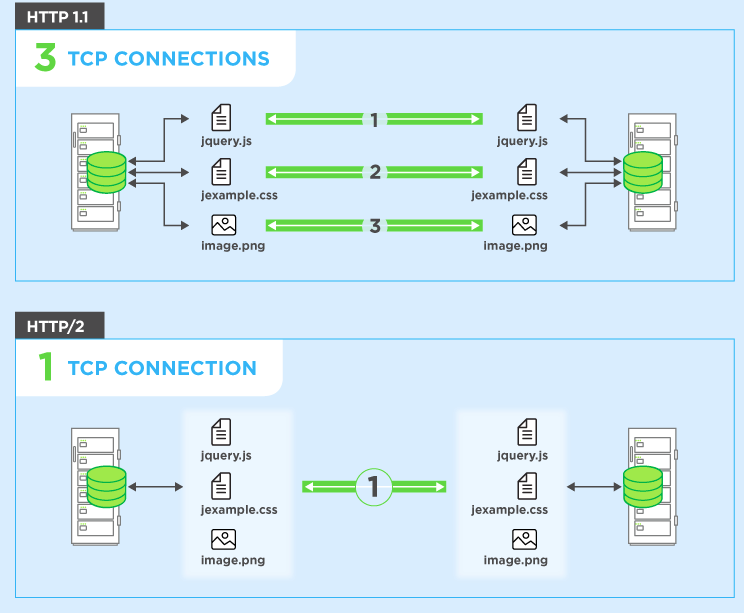 HTTP 1.1
3 TCP CONNECTIONS
jquery.js
1
jquery.js
jexample.css
2
jexample.css
image.png
3
image.png
HTTP/2
1 TCP CONNECTION
jquery.js
jquery.js
jexample.css
1
jexample.css
image.png
image.png